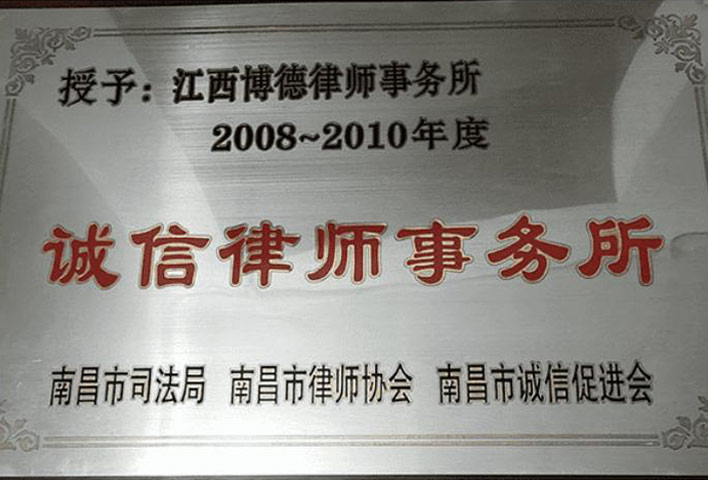 授予：江西博德律师事务所
2008~2010年度
诚信律师事务所
南昌市司法局 南昌市律师协会 南昌市诚信促进会